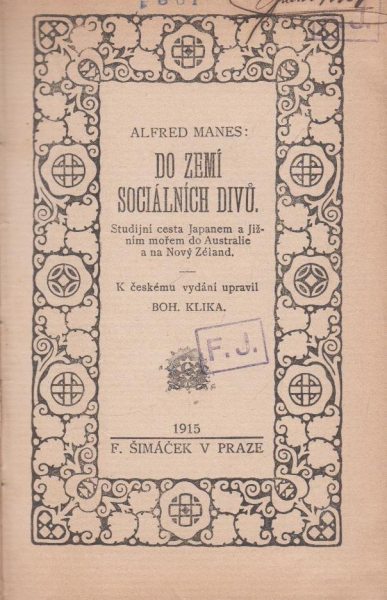 F. J.
ALFRED MANES:
DO ZEMÍ
SOCIÁLNÍCH DIVŮ.
Studijní cesta Japanem a Již-
ním mořem do Australie
a na Nový Zéland.
K českému vydání upravil
BOH. KLIKA.
F. J.
1915
F. ŠIMÁČEK V PRAZE